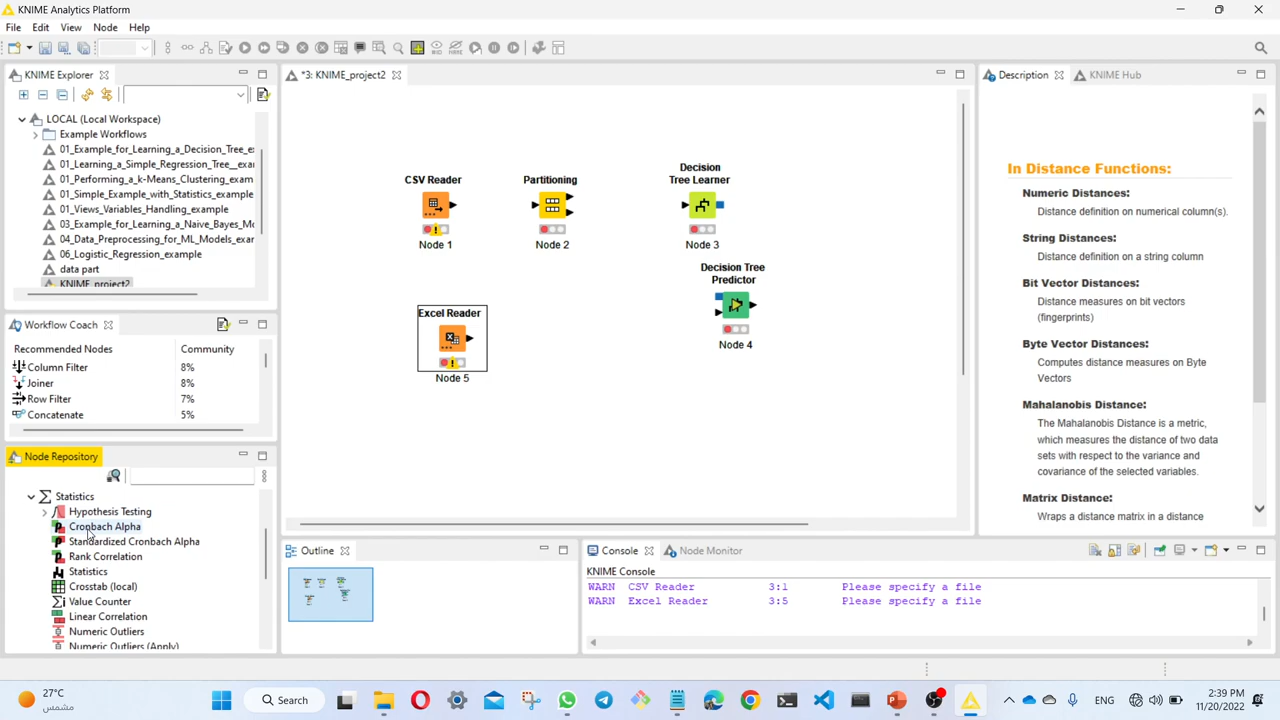 KNIME Analytics Platform
File Edit View Node Help
KNIME Explorer
LOCAL (Local Workspace)
Example Workflows
01_Example_for_Learning_a_Decision_Tree_e
01_Learning_a_Simple_Regression_Tree__exa
01_Performing_a_k-Means_Clustering_exam
01_Simple_Example_with_Statistics_example
01_Views_Variables_Handling_example
03_Example_for_Learning_a_Naive_Bayes_Mo
04_Data_Preprocessing_for_ML_Models_exam
06_Logistic_Regression_example
data part
KNIME_project2
Workflow Coach
Recommended Nodes Community
Column Filter 8%
Joiner 8%
Row Filter 7%
Concatenate 5%
Node Repository
Statistics
Hypothesis Testing
Cronbach Alpha
Standardized Cronbach Alpha
Rank Correlation
Statistics
Crosstab (local)
Value Counter
Linear Correlation
Numeric Outliers
Numeric Outliers (Apply)
*3: KNIME_project2
CSV Reader
Node 1
Partitioning
Node 2
Decision
Tree Learner
Node 3
Decision Tree
Predictor
Node 4
Excel Reader
Node 5
Outline
Console Node Monitor
KNIME Console
WARN CSV Reader 3:1 Please specify a file
WARN Excel Reader 3:5 Please specify a file
Description KNIME Hub
In Distance Functions:
Numeric Distances:
Distance definition on numerical column(s).
String Distances:
Distance definition on a string column
Bit Vector Distances:
Distance measures on bit vectors
(fingerprints)
Byte Vector Distances:
Computes distance measures on Byte
Vectors
Mahalanobis Distance:
The Mahalanobis Distance is a metric,
which measures the distance of two data
sets with respect to the variance and
covariance of the selected variables.
Matrix Distance:
Wraps a distance matrix in a distance
27°C
مشمس
Search
ENG
2:39 PM
11/20/2022